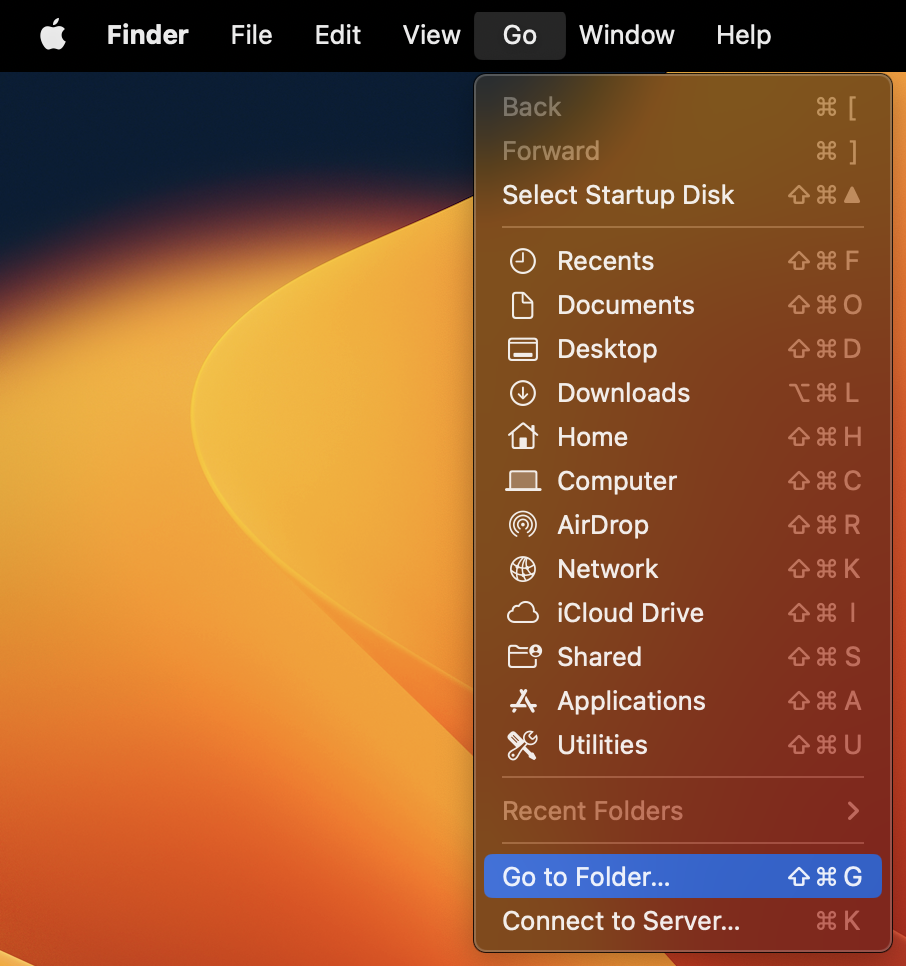 Finder File Edit View Go Window Help
Back ⌘ [
Forward ⌘ ]
Select Startup Disk ⇧ ⌘ ▲
Recents ⇧ ⌘ F
Documents ⇧ ⌘ O
Desktop ⇧ ⌘ D
Downloads ⌥ ⌘ L
Home ⇧ ⌘ H
Computer ⇧ ⌘ C
AirDrop ⇧ ⌘ R
Network ⇧ ⌘ K
iCloud Drive ⇧ ⌘ I
Shared ⇧ ⌘ S
Applications ⇧ ⌘ A
Utilities ⇧ ⌘ U
Recent Folders
Go to Folder... ⇧ ⌘ G
Connect to Server... ⌘ K